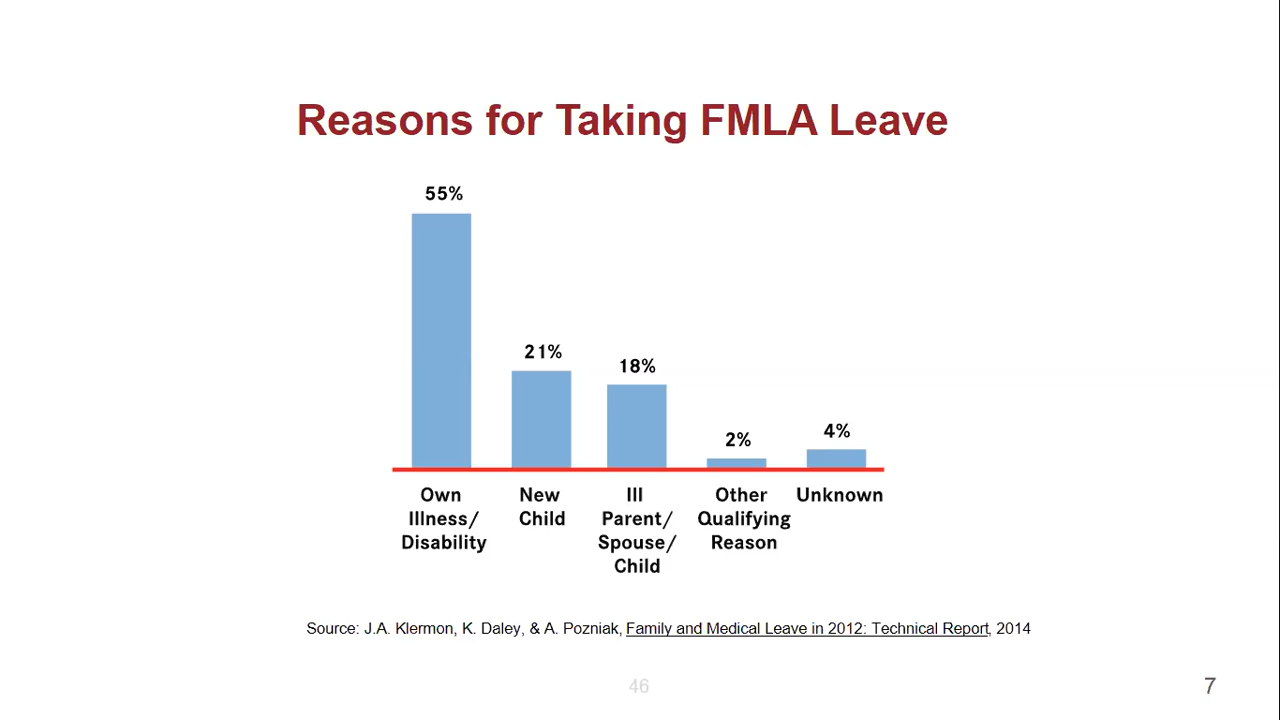 Reasons for Taking FMLA Leave
55%
21%
18%
2%
4%
Own
Illness/
Disability
New
Child
Ill
Parent/
Spouse/
Child
Other
Qualifying
Reason
Unknown
Source: J.A. Klermon, K. Daley, & A. Pozniak, Family and Medical Leave in 2012: Technical Report, 2014
46
7